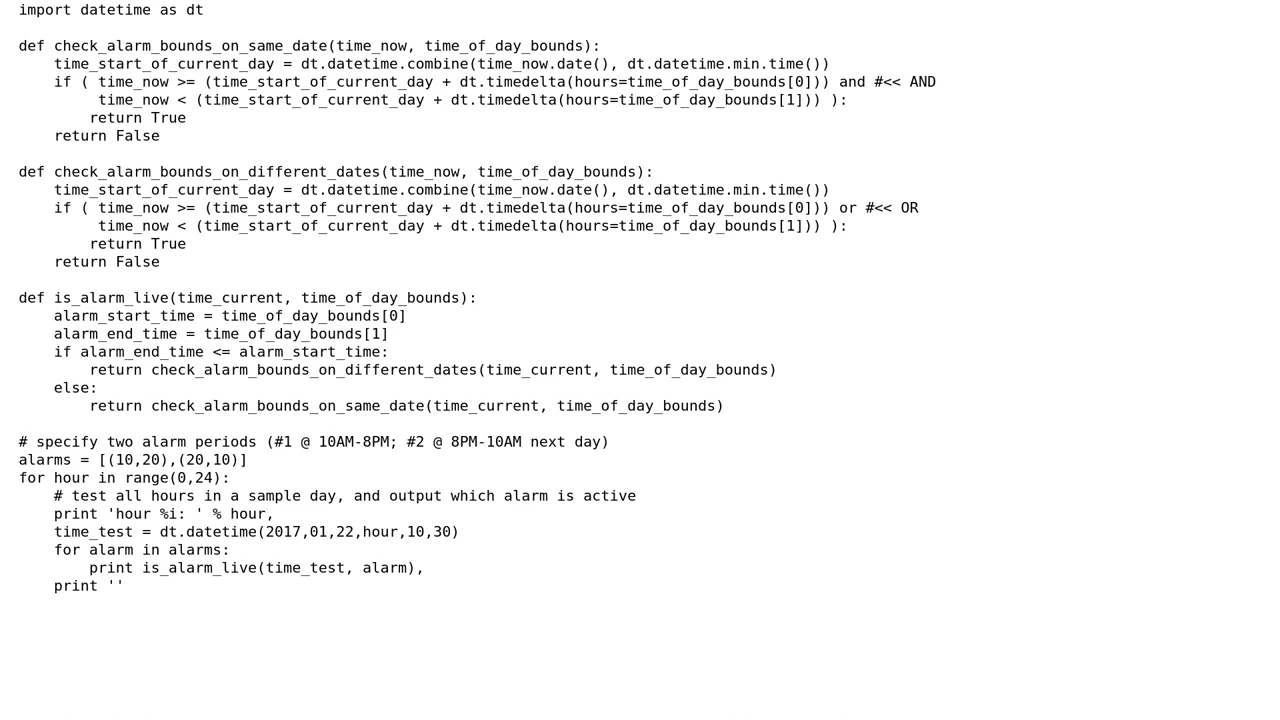 import datetime as dt

def check_alarm_bounds_on_same_date(time_now, time_of_day_bounds):
    time_start_of_current_day = dt.datetime.combine(time_now.date(), dt.datetime.min.time())
    if ( time_now >= (time_start_of_current_day + dt.timedelta(hours=time_of_day_bounds[0])) and #<< AND
         time_now < (time_start_of_current_day + dt.timedelta(hours=time_of_day_bounds[1])) ):
        return True
    return False

def check_alarm_bounds_on_different_dates(time_now, time_of_day_bounds):
    time_start_of_current_day = dt.datetime.combine(time_now.date(), dt.datetime.min.time())
    if ( time_now >= (time_start_of_current_day + dt.timedelta(hours=time_of_day_bounds[0])) or #<< OR
         time_now < (time_start_of_current_day + dt.timedelta(hours=time_of_day_bounds[1])) ):
        return True
    return False

def is_alarm_live(time_current, time_of_day_bounds):
    alarm_start_time = time_of_day_bounds[0]
    alarm_end_time = time_of_day_bounds[1]
    if alarm_end_time <= alarm_start_time:
        return check_alarm_bounds_on_different_dates(time_current, time_of_day_bounds)
    else:
        return check_alarm_bounds_on_same_date(time_current, time_of_day_bounds)

# specify two alarm periods (#1 @ 10AM-8PM; #2 @ 8PM-10AM next day)
alarms = [(10,20),(20,10)]
for hour in range(0,24):
    # test all hours in a sample day, and output which alarm is active
    print 'hour %i: ' % hour,
    time_test = dt.datetime(2017,01,22,hour,10,30)
    for alarm in alarms:
        print is_alarm_live(time_test, alarm),
    print ''